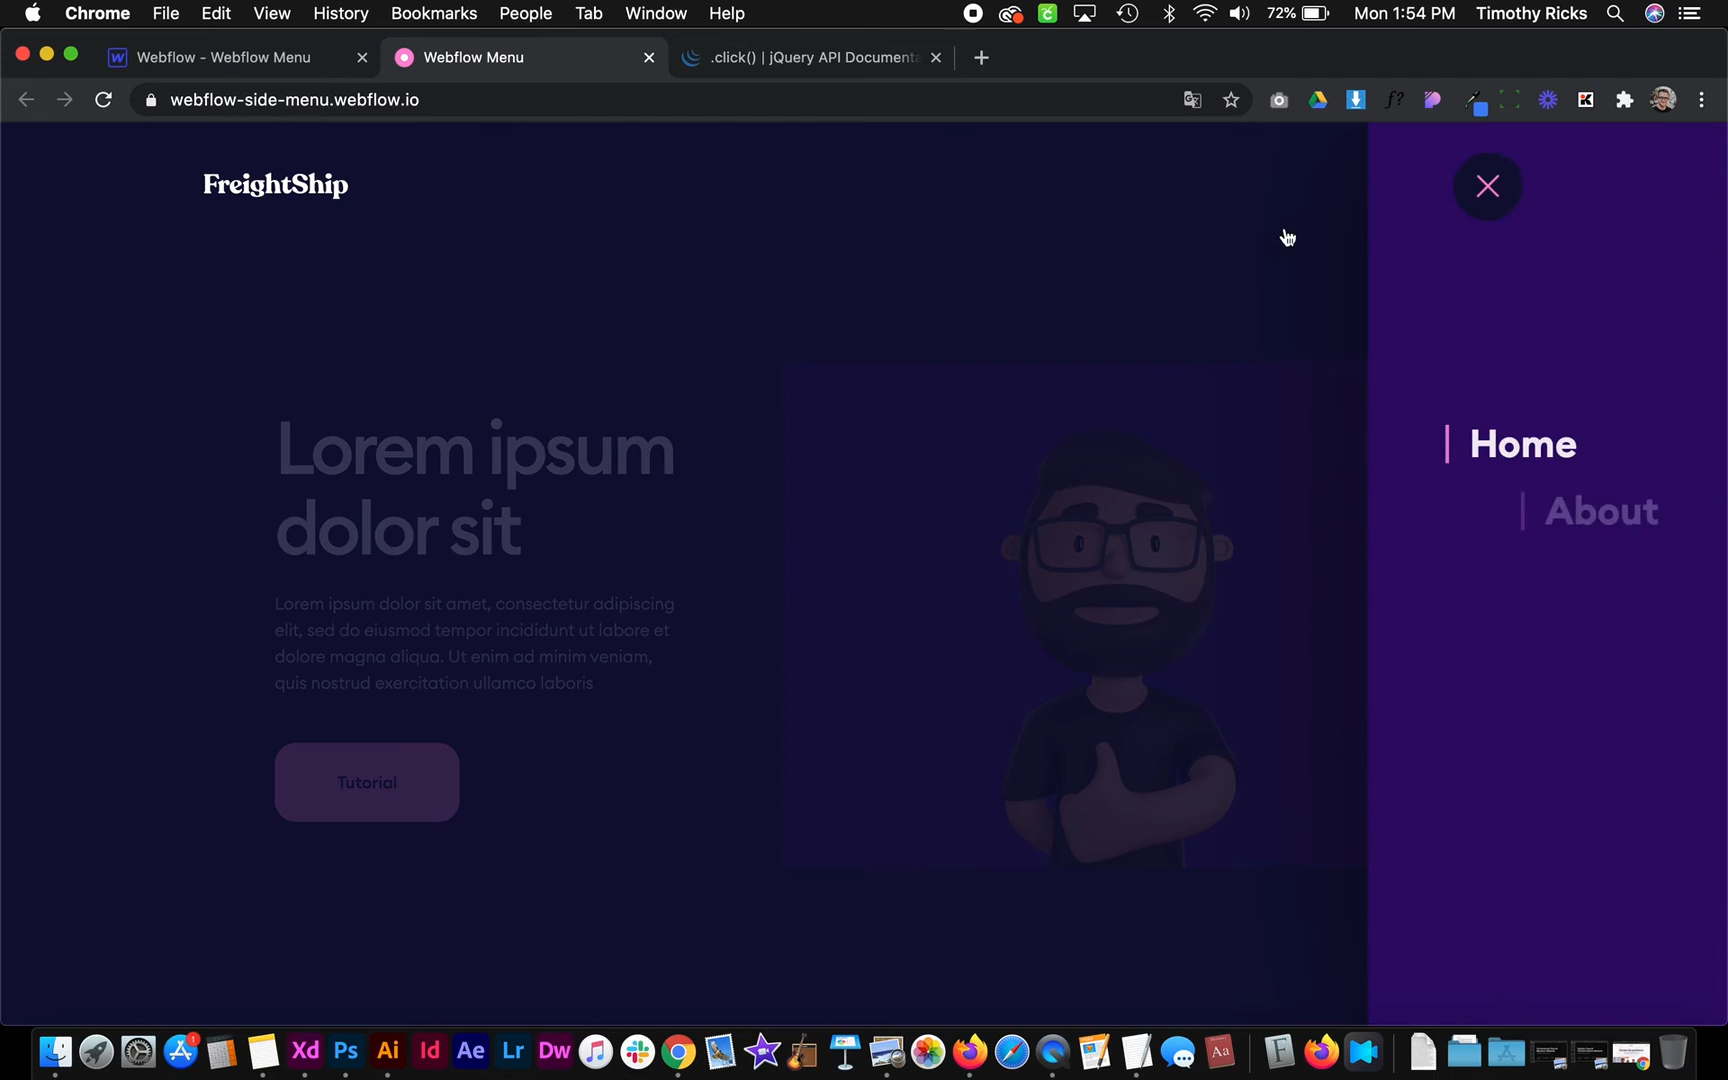 Chrome File Edit View History Bookmarks People Tab Window Help 72% Mon 1:54 PM Timothy Ricks
Webflow - Webflow Menu Webflow Menu .click() | jQuery API Documenta
webflow-side-menu.webflow.io f?
FreightShip
Home
About
Lorem ipsum
dolor sit
Lorem ipsum dolor sit amet, consectetur adipiscing
elit, sed do eiusmod tempor incididunt ut labore et
dolore magna aliqua. Ut enim ad minim veniam,
quis nostrud exercitation ullamco laboris
Tutorial
1 Xd Ps Ai Id Ae Lr Dw Aa F